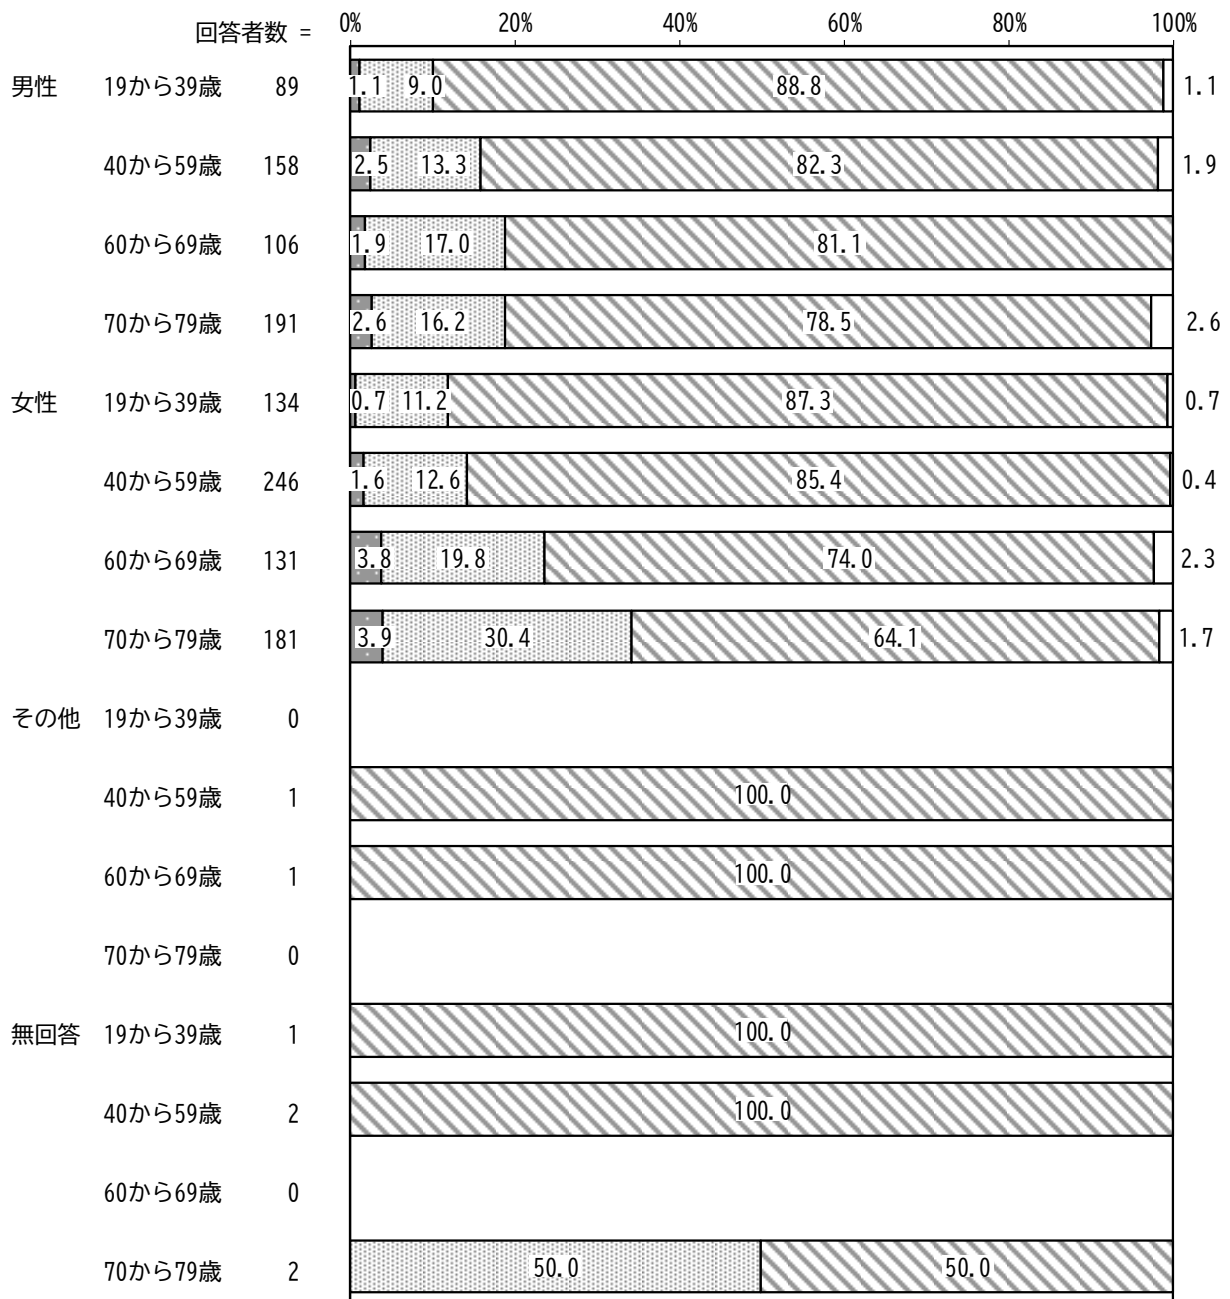 0% 20% 40% 60% 80% 100%
回答者数 =
男性 19から39歳 89 1.1 9.0 88.8 1.1
40から59歳 158 2.5 13.3 82.3 1.9
60から69歳 106 1.9 17.0 81.1
70から79歳 191 2.6 16.2 78.5 2.6
女性 19から39歳 134 0.7 11.2 87.3 0.7
40から59歳 246 1.6 12.6 85.4 0.4
60から69歳 131 3.8 19.8 74.0 2.3
70から79歳 181 3.9 30.4 64.1 1.7
その他 19から39歳 0
40から59歳 1 100.0
60から69歳 1 100.0
70から79歳 0
無回答 19から39歳 1 100.0
40から59歳 2 100.0
60から69歳 0
70から79歳 2 50.0 50.0